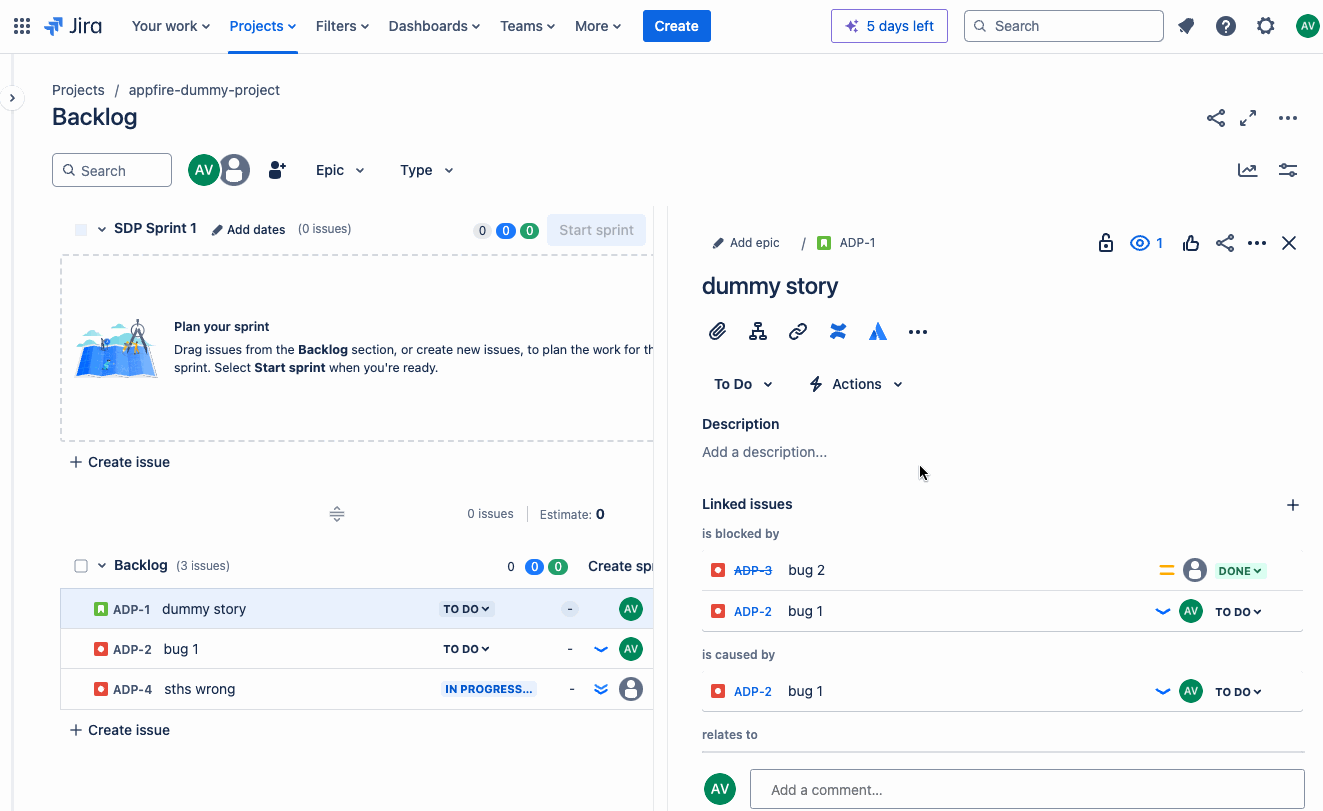 Jira Your work Projects Filters Dashboards Teams More Create 5 days left Search AV
Projects / appfire-dummy-project
Backlog
Search AV Epic Type
SDP Sprint 1 Add dates (0 issues) 0 0 0 Start sprint
Plan your sprint
Drag issues from the Backlog section, or create new issues, to plan the work for th
sprint. Select Start sprint when you're ready.
+ Create issue
0 issues Estimate: 0
Backlog (3 issues) 0 0 0 Create spr
ADP-1 dummy story TO DO - AV
ADP-2 bug 1 TO DO - AV
ADP-4 sths wrong IN PROGRESS... -
+ Create issue
Add epic / ADP-1 1
dummy story
To Do Actions
Description
Add a description...
Linked issues +
is blocked by
ADP-3 bug 2 DONE
ADP-2 bug 1 AV TO DO
is caused by
ADP-2 bug 1 AV TO DO
relates to
AV Add a comment...